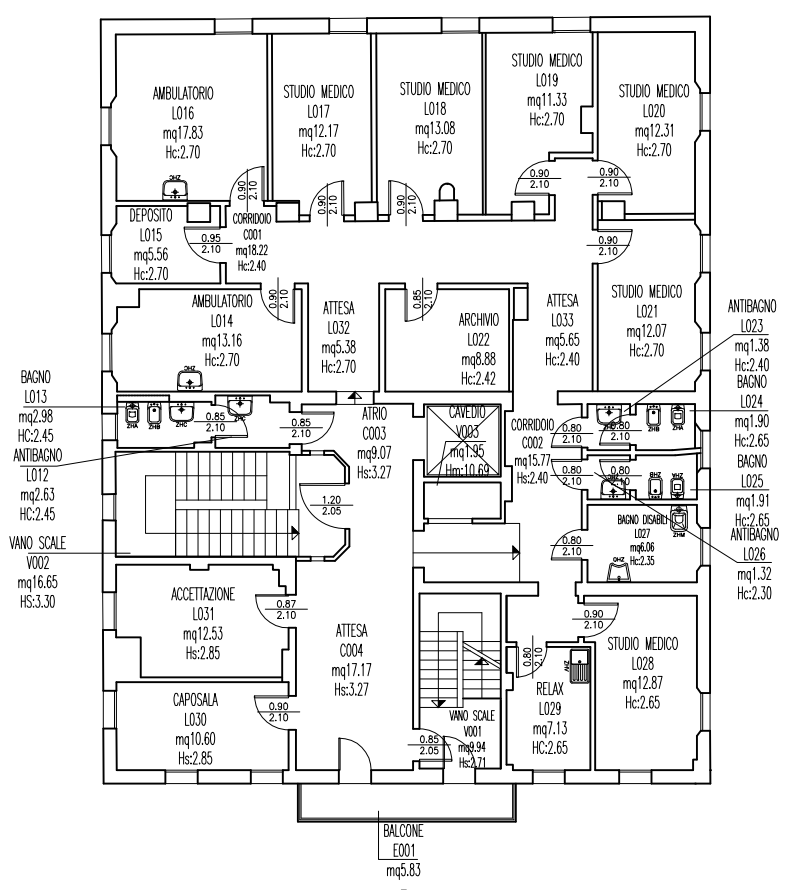 AMBULATORIO
L016
mq17.83
Hc:2.70
ZHC
STUDIO MEDICO
L017
mq12.17
Hc:2.70
STUDIO MEDICO
L018
mq13.08
Hc:2.70
STUDIO MEDICO
L019
mq11.33
Hc:2.70
STUDIO MEDICO
L020
mq12.31
Hc:2.70
0.90
2.10
0.90
2.10
0.90
2.10
0.90
2.10
0.90
2.10
DEPOSITO
L015
mq5.56
Hc:2.70
0.95
2.10
CORRIDOIO
C001
mq18.22
Hc:2.40
0.90
2.10
AMBULATORIO
L014
mq13.16
Hc:2.70
ZHC
0.90
2.10
ATTESA
L032
mq5.38
Hc:2.70
0.85
2.10
ARCHIVIO
L022
mq8.88
Hc:2.42
ATTESA
L033
mq5.65
Hc:2.40
STUDIO MEDICO
L021
mq12.07
Hc:2.70
ANTIBAGNO
L023
mq1.38
Hc:2.40
BAGNO
L024
mq1.90
Hc:2.65
BAGNO
L025
mq1.91
Hc:2.65
ANTIBAGNO
L026
mq1.32
Hc:2.30
BAGNO
L013
mq2.98
HC:2.45
ANTIBAGNO
L012
mq2.63
HC:2.45
VANO SCALE
V002
mq16.65
HS:3.30
ZHA
ZHB
ZHC
0.85
2.10
ZHC
0.85
2.10
ATRIO
C003
mq9.07
Hs:3.27
1.20
2.05
CAVEDIO
V003
mq1.95
Hm:10.69
CORRIDOIO
C002
mq15.77
Hs:2.40
0.80
2.10
0.80
2.10
ZHB
ZHA
0.80
2.10
0.80
2.10
ZHB
ZHA
0.80
2.10
BAGNO DISABILI
L027
mq6.06
Hc:2.35
ZHM
ZHO
ACCETTAZIONE
L031
mq12.53
Hs:2.85
0.87
2.10
ATTESA
C004
mq17.17
Hs:3.27
CAPOSALA
L030
mq10.60
Hs:2.85
0.90
2.10
0.85
2.05
VANO SCALE
V001
mq9.94
Hs:2.71
0.80
2.10
RELAX
L029
mq7.13
HC:2.65
0.90
2.10
STUDIO MEDICO
L028
mq12.87
Hc:2.65
BALCONE
E001
mq5.83